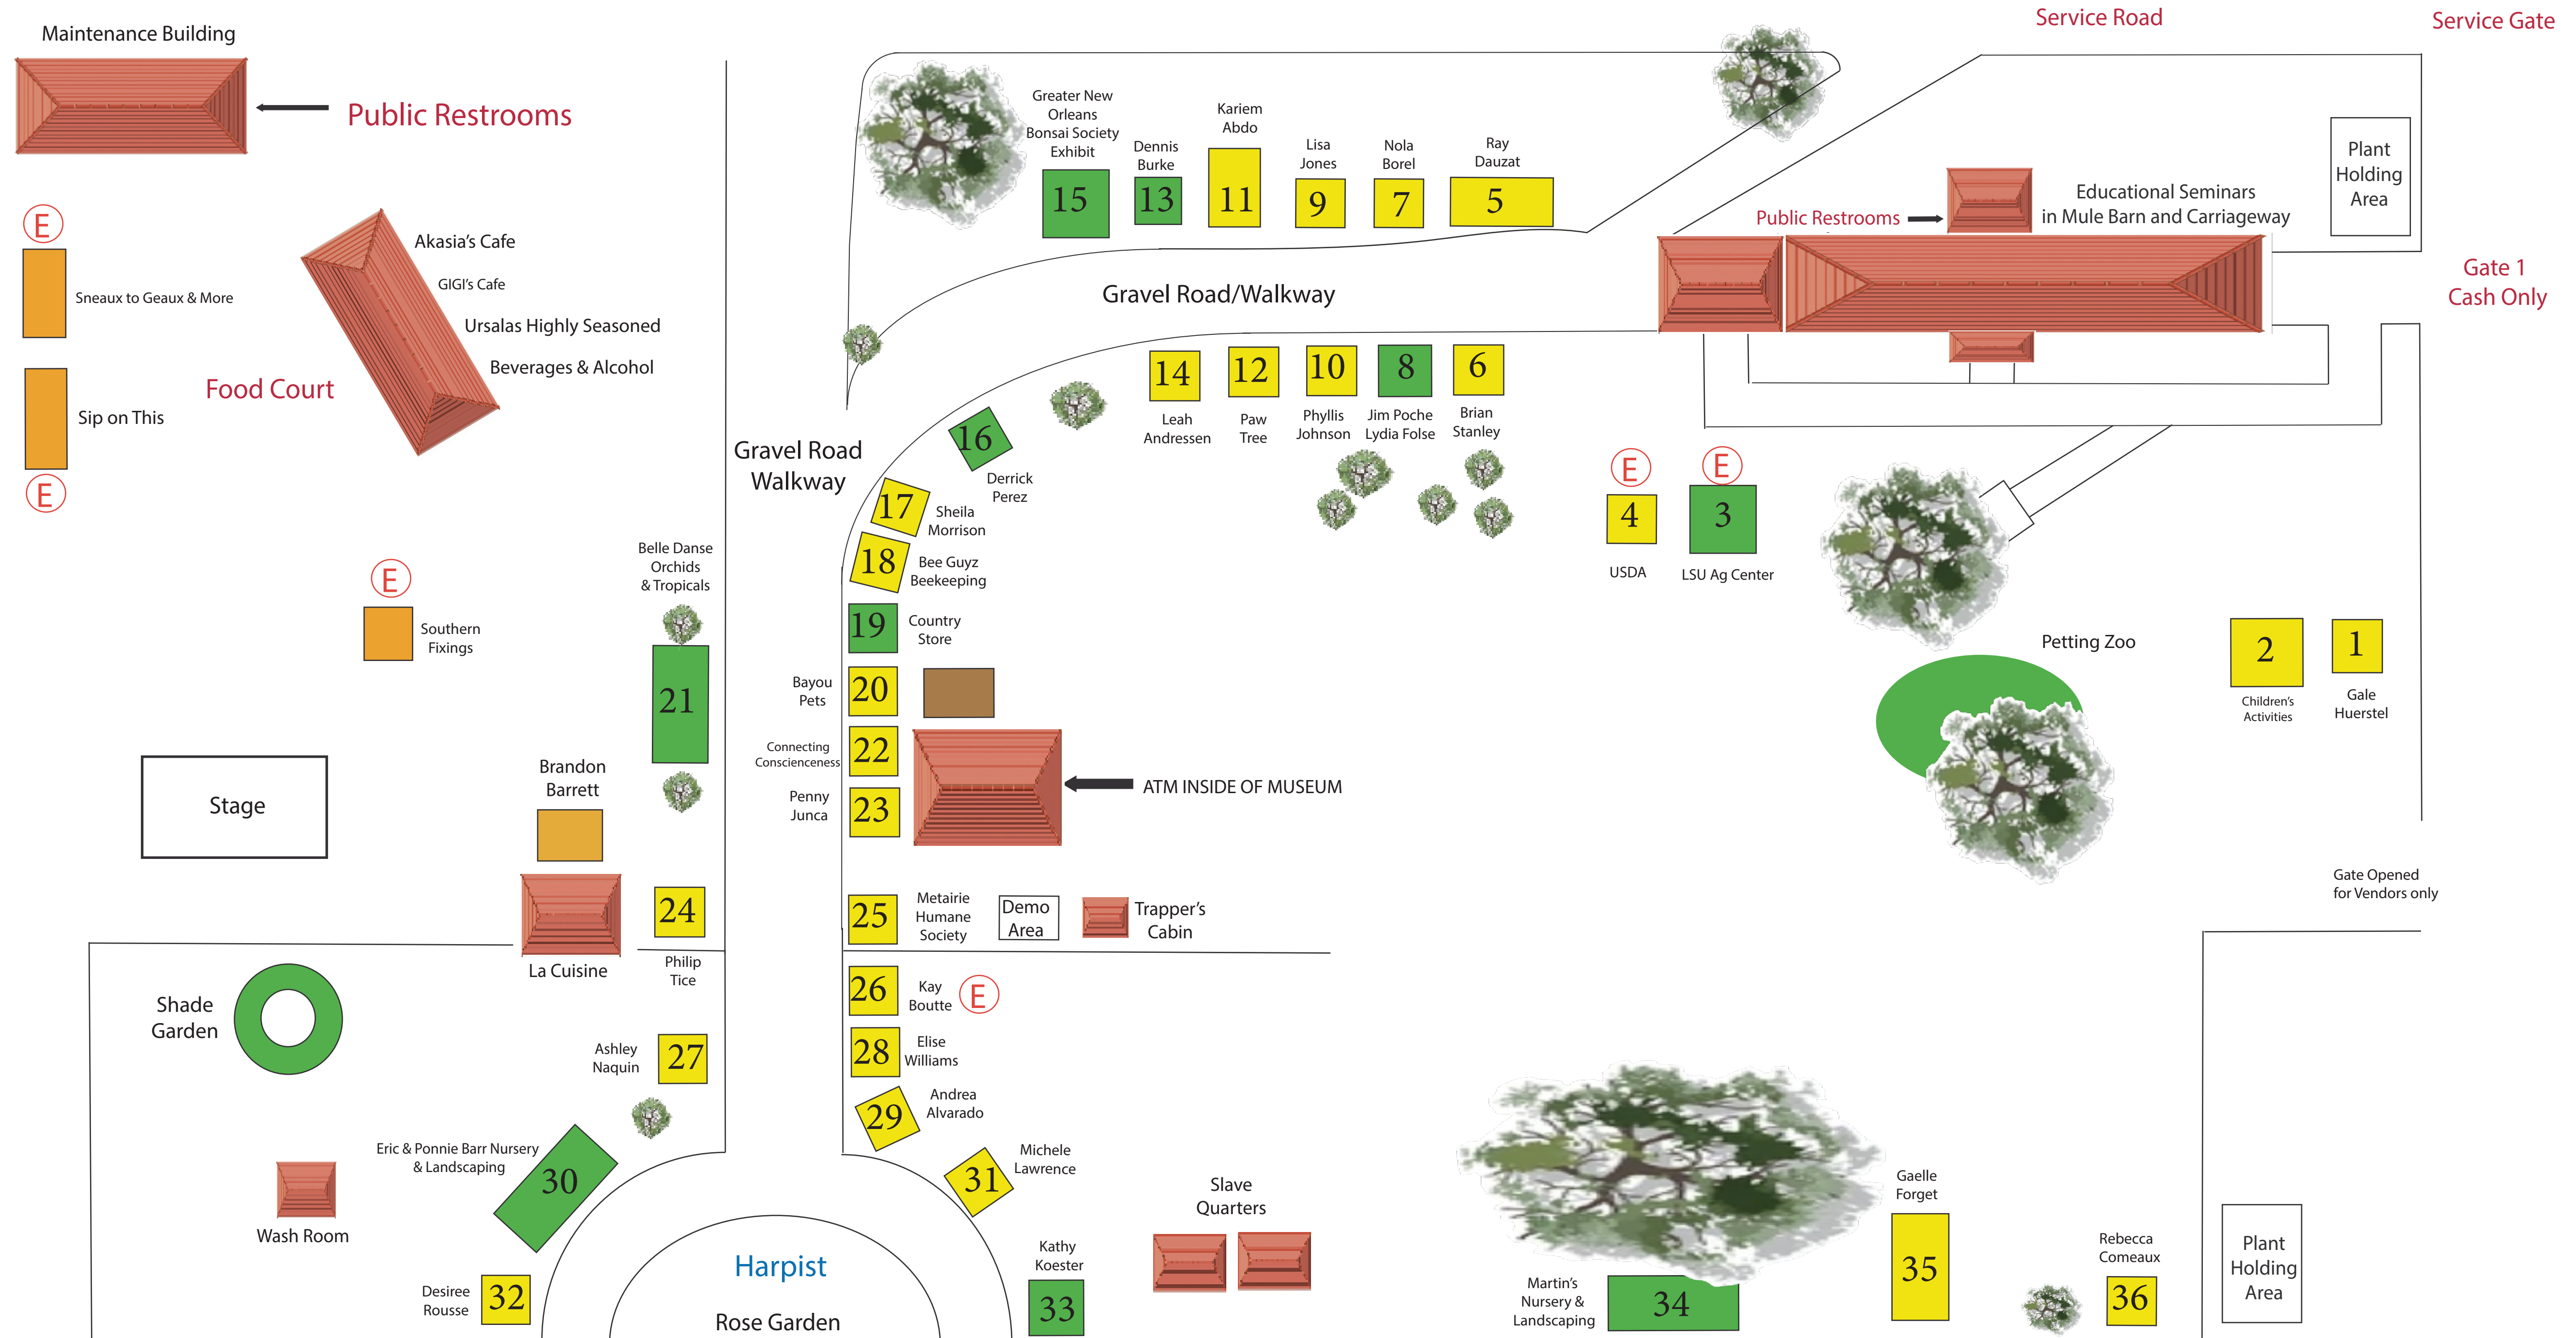 Service Road
Service Gate
Maintenance Building
Public Restrooms
Greater New
Orleans
Bonsai Society
Exhibit
15
Dennis
Burke
13
Kariem
Abdo
11
Lisa
Jones
9
Nola
Borel
7
Ray
Dauzat
5
Plant
Holding
Area
Public Restrooms
Educational Seminars
in Mule Barn and Carriageway
Gate 1
Cash Only
E
Sneaux to Geaux & More
Sip on This
E
Food Court
Akasia's Cafe
GIGI's Cafe
Ursalas Highly Seasoned
Beverages & Alcohol
Gravel Road/Walkway
Gravel Road
Walkway
14
Leah
Andressen
12
Paw
Tree
10
Phyllis
Johnson
8
Jim Poche
Lydia Folse
6
Brian
Stanley
16
Derrick
Perez
17
Sheila
Morrison
18
Bee Guyz
Beekeeping
E
4
USDA
E
3
LSU Ag Center
E
Southern
Fixings
Belle Danse
Orchids
& Tropicals
21
19
Country
Store
Bayou
Pets
20
Connecting
Conscienceness
22
Penny
Junca
23
ATM INSIDE OF MUSEUM
Petting Zoo
2
Children's
Activities
1
Gale
Huerstel
Stage
Brandon
Barrett
La Cuisine
24
Philip
Tice
25
Metairie
Humane
Society
Demo
Area
Trapper's
Cabin
Gate Opened
for Vendors only
Shade
Garden
26
Kay
Boutte
E
Ashley
Naquin
27
28
Elise
Williams
29
Andrea
Alvarado
Eric & Ponnie Barr Nursery
& Landscaping
30
31
Michele
Lawrence
Wash Room
Slave
Quarters
Gaelle
Forget
35
Desiree
Rousse
32
Harpist
Rose Garden
Kathy
Koester
33
Martin's
Nursery &
Landscaping
34
Rebecca
Comeaux
36
Plant
Holding
Area